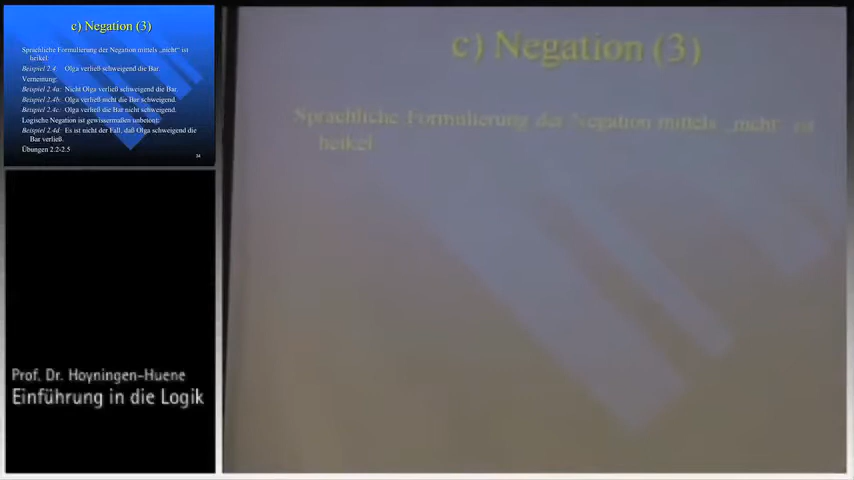 c) Negation (3)
Sprachliche Formulierung der Negation mittels „nicht" ist
heikel.
Beispiel 2.4: Olga verließ schweigend die Bar.
Verneinung:
Beispiel 2.4a: Nicht Olga verließ schweigend die Bar.
Beispiel 2.4b: Olga verließ nicht die Bar schweigend.
Beispiel 2.4c: Olga verließ die Bar nicht schweigend.
Logische Negation ist gewissermaßen unbetont:
Beispiel 2.4d: Es ist nicht der Fall, daß Olga schweigend die
Bar verließ.
Übungen 2.2-2.5
34
Prof. Dr. Hoyningen-Huene
Einführung in die Logik
c) Negation (3)
Sprachliche Formulierung der Negation mittels „nicht" ist
heikel